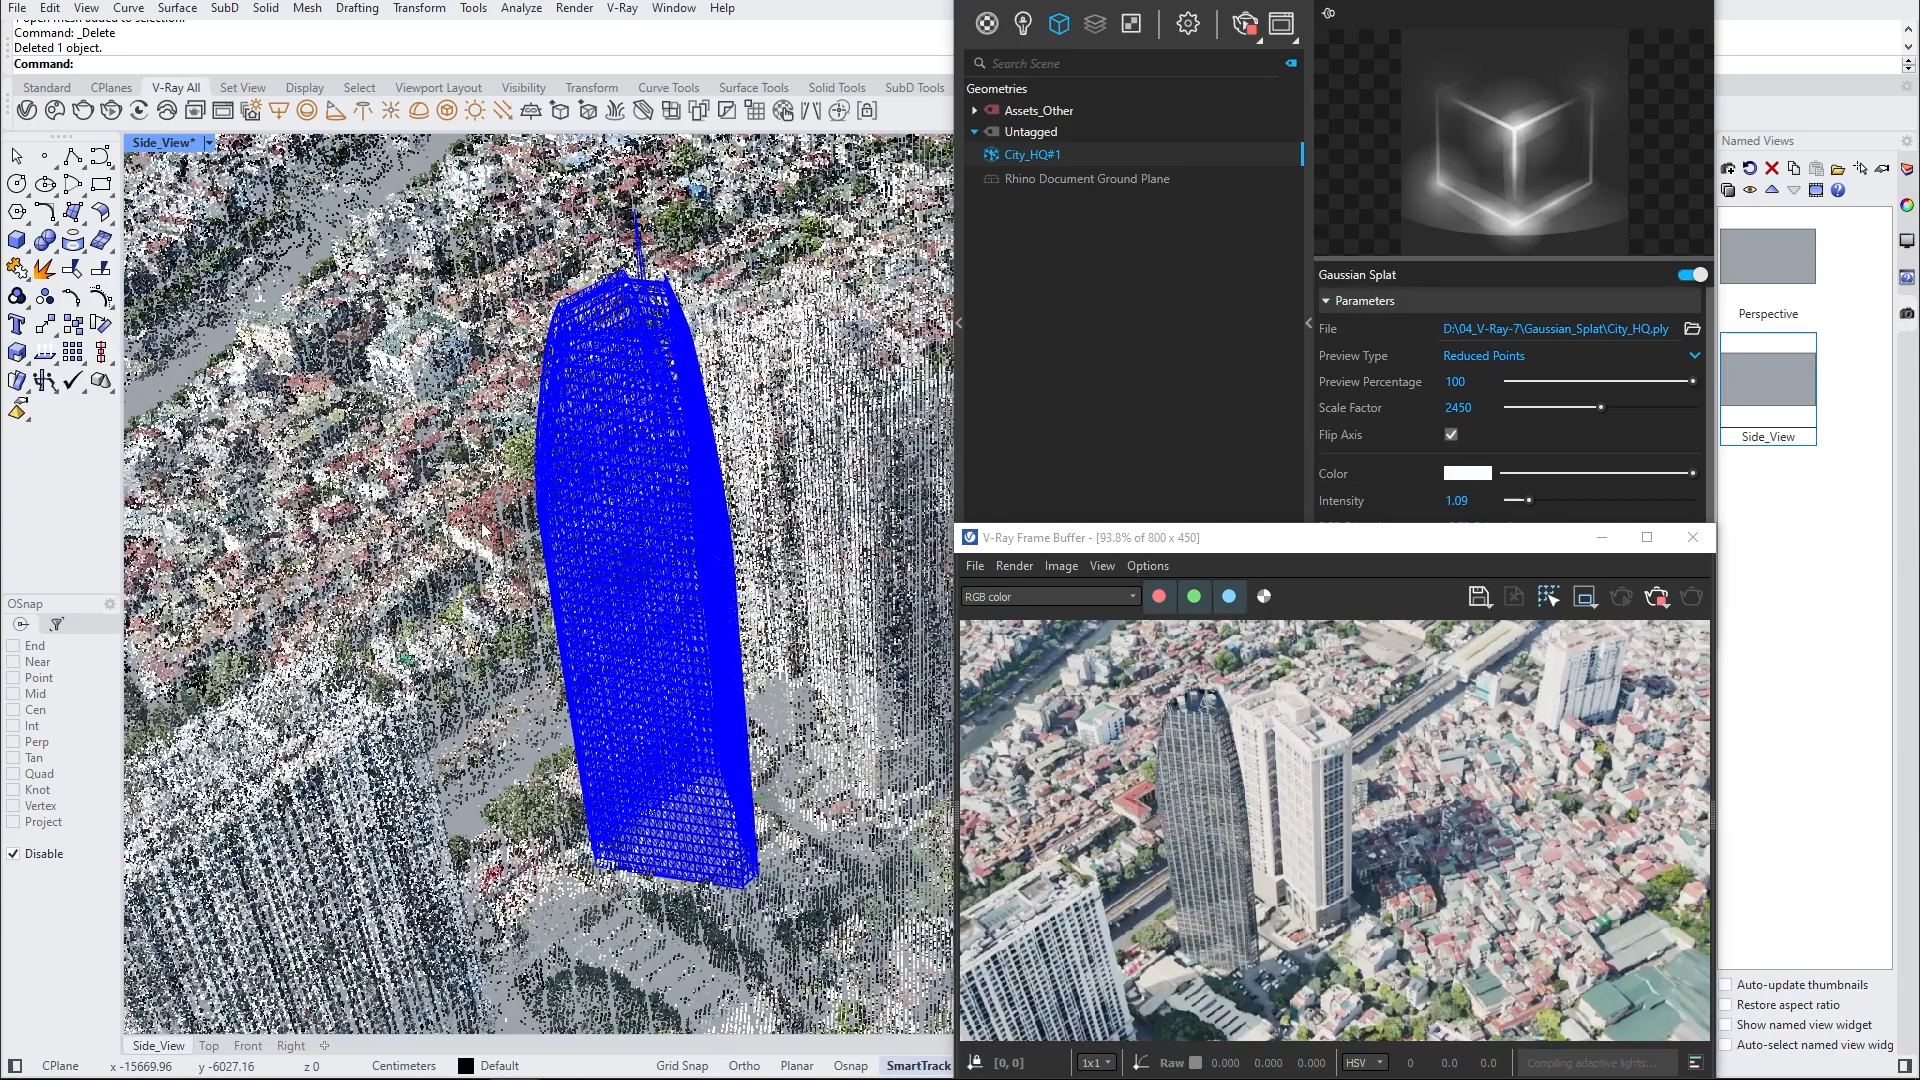 File Edit View Curve Surface SubD Solid Mesh Drafting Transform Tools Analyze Render V-Ray Window Help
1 open mesh added to selection.
Command: _Delete
Deleted 1 object.
Command:
Standard CPlanes V-Ray All Set View Display Select Viewport Layout Visibility Transform Curve Tools Surface Tools Solid Tools SubD Tools
Side_View*
OSnap
End
Near
Point
Mid
Cen
Int
Perp
Tan
Quad
Knot
Vertex
Project
Disable
Side_View Top Front Right
CPlane x -15669.96 y -6027.16 z 0 Centimeters Default Grid Snap Ortho Planar Osnap SmartTrack
Search Scene
Geometries
Assets_Other
Untagged
City_HQ#1
Rhino Document Ground Plane
Gaussian Splat
Parameters
File D:\04_V-Ray-7\Gaussian_Splat\City_HQ.ply
Preview Type Reduced Points
Preview Percentage 100
Scale Factor 2450
Flip Axis
Color
Intensity 1.09
V-Ray Frame Buffer - [93.8% of 800 x 450]
File Render Image View Options
RGB color
[0, 0] 1x1 Raw 0.000 0.000 0.000 HSV 0 0.0 0.0 Compiling adaptive lights...
Named Views
Perspective
Side_View
Auto-update thumbnails
Restore aspect ratio
Show named view widget
Auto-select named view widg